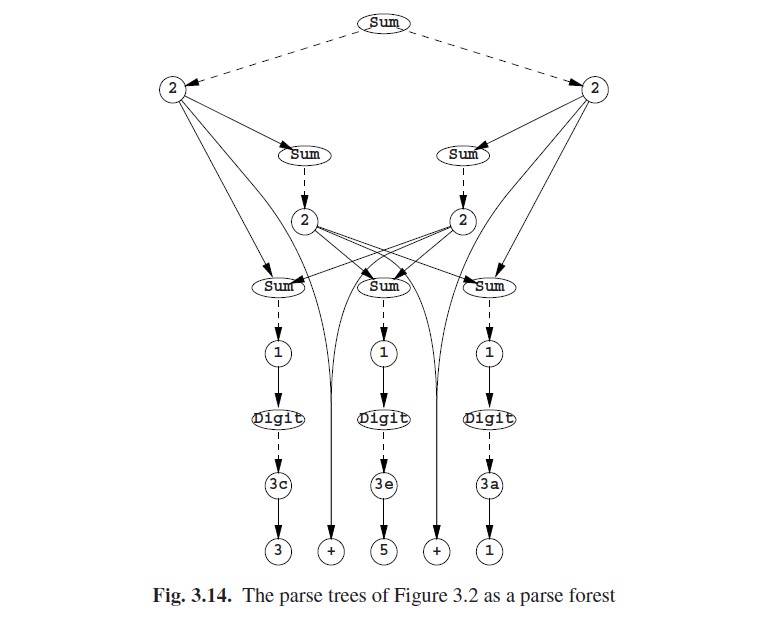 Sum
2 2
Sum Sum
2 2
Sum Sum Sum
1 1 1
Digit Digit Digit
3c 3e 3a
3 + 5 + 1
Fig. 3.14. The parse trees of Figure 3.2 as a parse forest